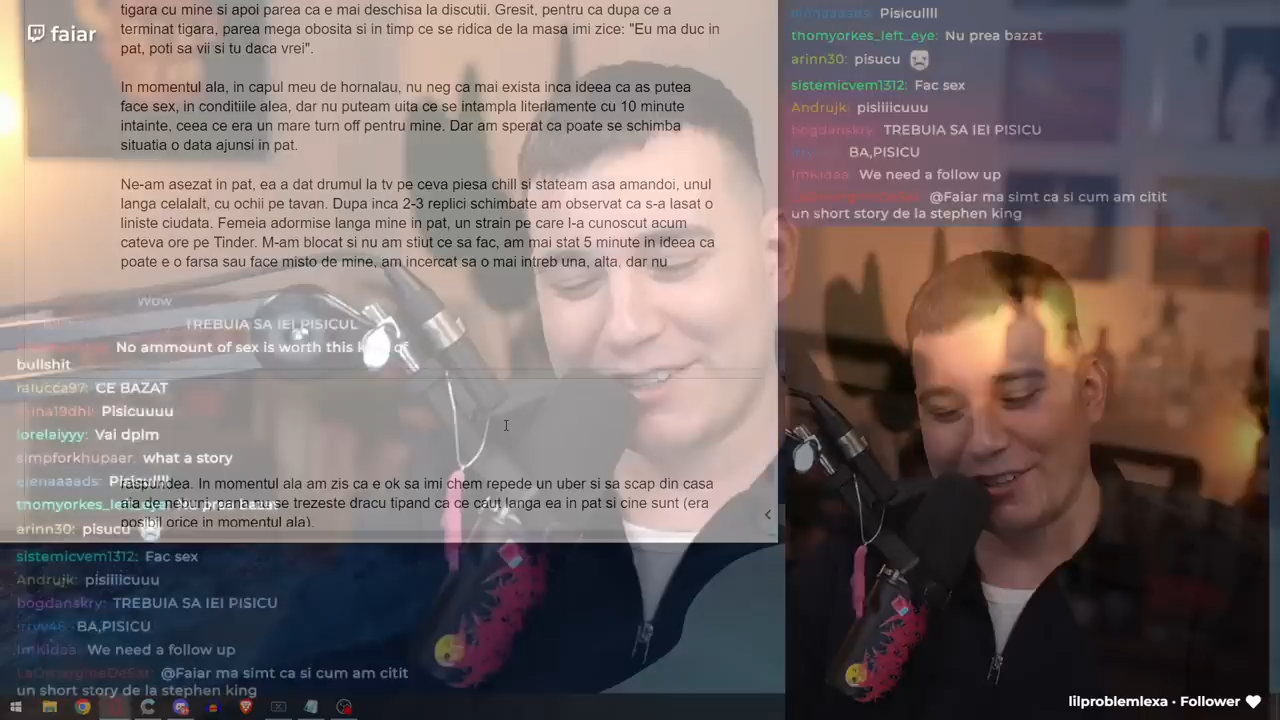 faiar
tigara cu mine si apoi parea ca e mai deschisa la discutii. Gresit, pentru ca dupa ce a
terminat tigara, parea mega obosita si in timp ce se ridica de la masa imi zice: "Eu ma duc in
pat, poti sa vii si tu daca vrei".
In momentul ala, incapul meu de hornalau, nu neg ca mai exista inca ideea ca as putea
face sex, in conditiile alea, dar nu puteam uita ce se intampla literlamente cu 10 minute
inainte, ceea ce era un mare turn off pentru mine. Dar am sperat ca poate se schimba
situatia o data ajunsi in pat.
Ne-am asezat in pat, ea a dat drumul la tv pe ceva piesa chill si stateam asa amandoi, unul
langa celalalt, cu ochii pe tavan. Dupa inca 2-3 replici schimbate am observat ca s-a lasat o
liniste ciudata. Femeia adormise langa mine in pat, un strain pe care l-a cunoscut acum
cateva ore pe Tinder. M-am blocat si nu am stiut ce sa fac, am mai stat 5 minute in ideea ca
poate e o farsa sau face misto de mine, am incercat sa o mai intreb una, alta, dar nu
raspundea. In momentul ala am zis ca e ok sa imi chem repede un uber si sa scap din casa
aia de nebuni, se trezeste dracu tipand ca ce caut langa ea in pat si cine sunt (era
posibil orice in momentul ala).
Wow
TREBUIA SA IEI PISICUL
No ammount of sex is worth this kind of
bullshit
ralucca97: CE BAZAT
Pisicuuuu
lorelaiyyy: Vai dplm
simpforkhupaer: what a story
Pisicullll
thomyorkes_left_eye: Nu prea bazat
arinn30: pisucu
sistemicvem1312: Fac sex
Andrujk: pisiiiicuuu
bogdanskry: TREBUIA SA IEI PISICU
BA,PISICU
ImKidaa: We need a follow up
@Faiar ma simt ca si cum am citit
un short story de la stephen king
Pisicullll
thomyorkes_left_eye: Nu prea bazat
arinn30: pisucu
sistemicvem1312: Fac sex
Andrujk: pisiiiicuuu
bogdanskry: TREBUIA SA IEI PISICU
BA,PISICU
ImKidaa: We need a follow up
@Faiar ma simt ca si cum am citit
un short story de la stephen king
lilproblemlexa · Follower